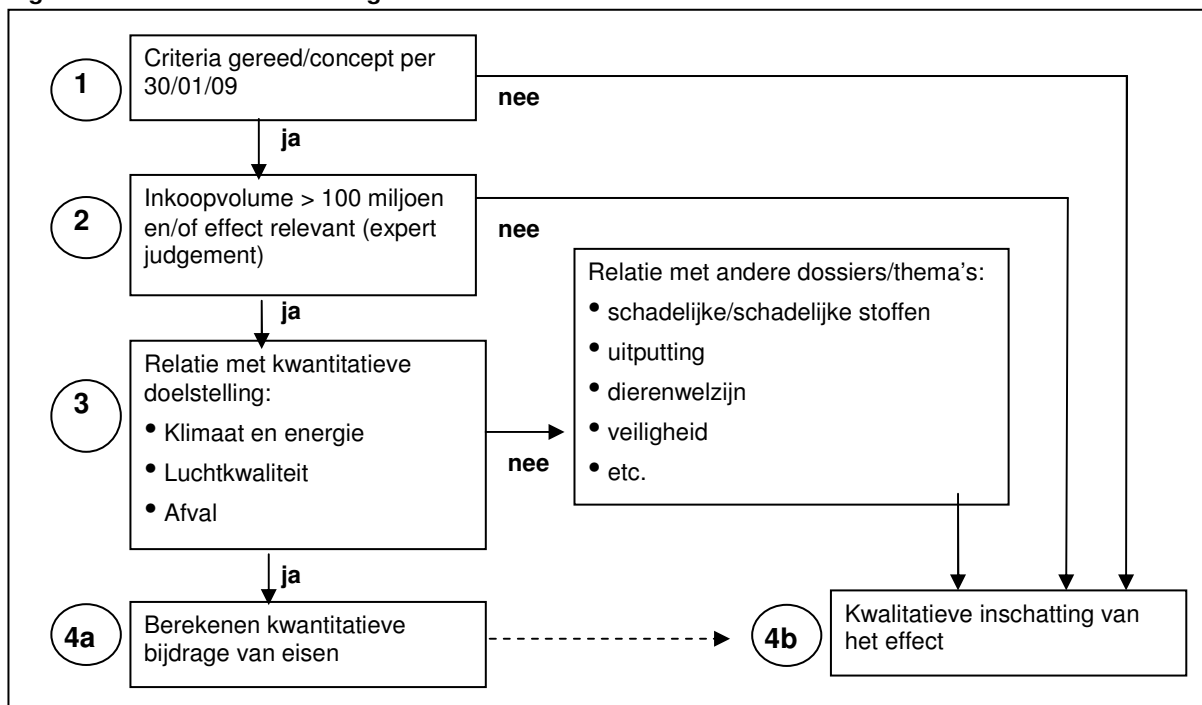 1
Criteria gereed/concept per
30/01/09
nee
ja
2
Inkoopvolume > 100 miljoen
en/of effect relevant (expert
judgement)
nee
ja
Relatie met andere dossiers/thema's:
• schadelijke/schadelijke stoffen
• uitputting
• dierenwelzijn
• veiligheid
• etc.
3
Relatie met kwantitatieve
doelstelling:
• Klimaat en energie
• Luchtkwaliteit
• Afval
nee
ja
4a
Berekenen kwantitatieve
bijdrage van eisen
4b
Kwalitatieve inschatting van
het effect